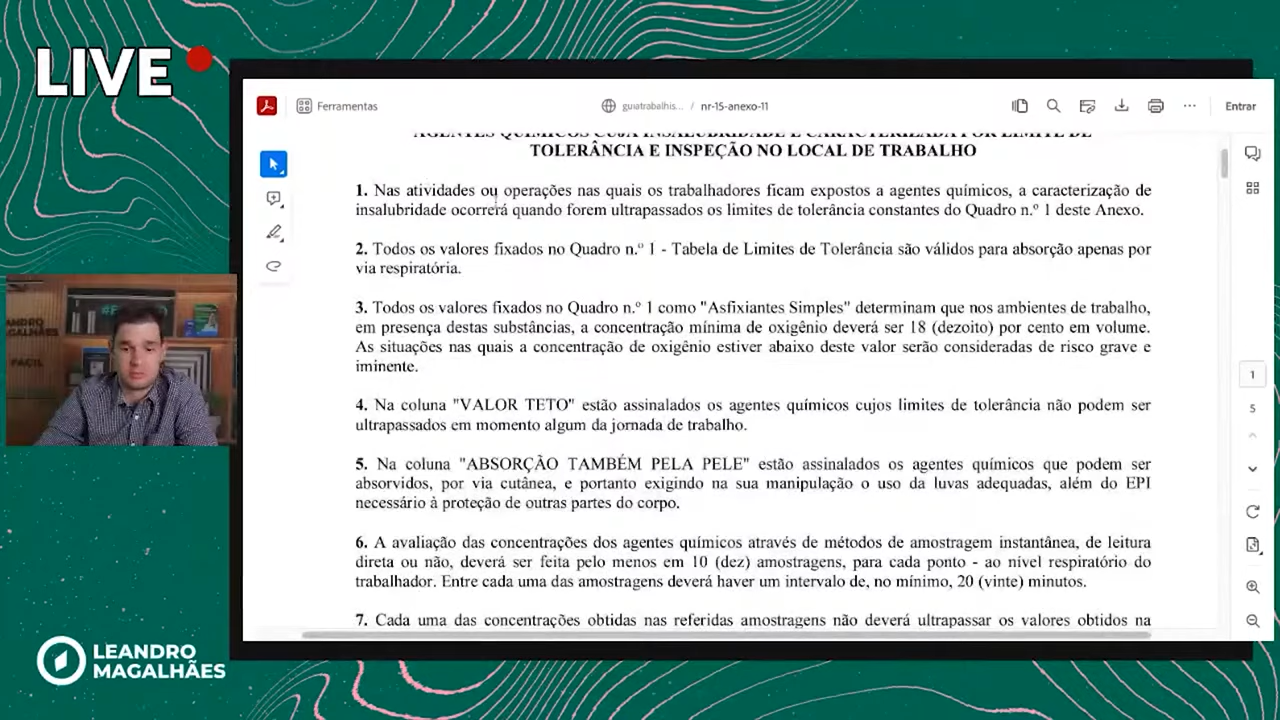 LIVE
Ferramentas
guiatrabalhis... / nr-15-anexo-11
Entrar
AGENTES QUÍMICOS CUJA INSALUBRIDADE É CARACTERIZADA POR LIMITE DE
TOLERÂNCIA E INSPEÇÃO NO LOCAL DE TRABALHO
1. Nas atividades ou operações nas quais os trabalhadores ficam expostos a agentes químicos, a caracterização de
insalubridade ocorrerá quando forem ultrapassados os limites de tolerância constantes do Quadro n.º 1 deste Anexo.
2. Todos os valores fixados no Quadro n.º 1 - Tabela de Limites de Tolerância são válidos para absorção apenas por
via respiratória.
3. Todos os valores fixados no Quadro n.º 1 como "Asfixiantes Simples" determinam que nos ambientes de trabalho,
em presença destas substâncias, a concentração mínima de oxigênio deverá ser 18 (dezoito) por cento em volume.
As situações nas quais a concentração de oxigênio estiver abaixo deste valor serão consideradas de risco grave e
iminente.
4. Na coluna "VALOR TETO" estão assinalados os agentes químicos cujos limites de tolerância não podem ser
ultrapassados em momento algum da jornada de trabalho.
5. Na coluna "ABSORÇÃO TAMBÉM PELA PELE" estão assinalados os agentes químicos que podem ser
absorvidos, por via cutânea, e portanto exigindo na sua manipulação o uso da luvas adequadas, além do EPI
necessário à proteção de outras partes do corpo.
6. A avaliação das concentrações dos agentes químicos através de métodos de amostragem instantânea, de leitura
direta ou não, deverá ser feita pelo menos em 10 (dez) amostragens, para cada ponto - ao nível respiratório do
trabalhador. Entre cada uma das amostragens deverá haver um intervalo de, no mínimo, 20 (vinte) minutos.
7. Cada uma das concentrações obtidas nas referidas amostragens não deverá ultrapassar os valores obtidos na
1
5
LEANDRO
MAGALHÃES